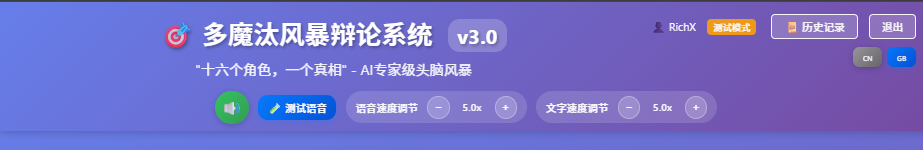 多魔汰风暴辩论系统 v3.0
RichX 测试模式 历史记录 退出
CN GB
"十六个角色，一个真相" - AI专家级头脑风暴
测试语音 语音速度调节 − 5.0x + 文字速度调节 − 5.0x +